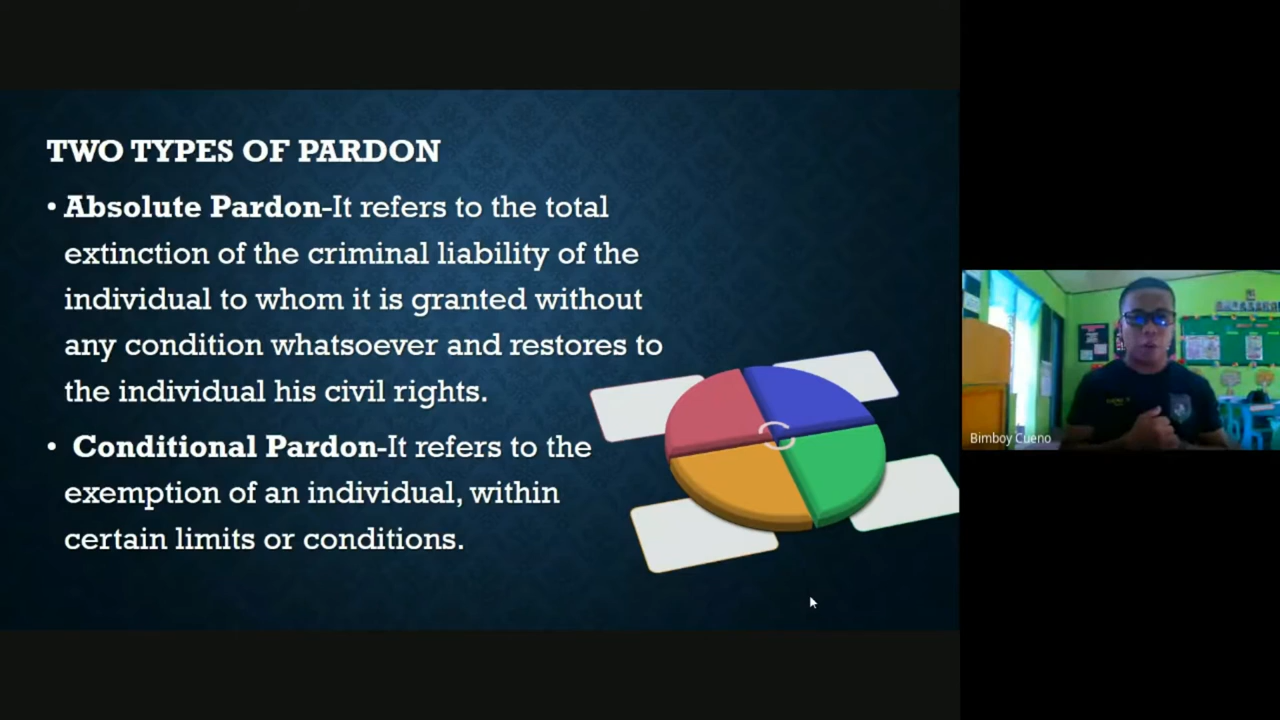 TWO TYPES OF PARDON
• Absolute Pardon-It refers to the total
extinction of the criminal liability of the
individual to whom it is granted without
any condition whatsoever and restores to
the individual his civil rights.
• Conditional Pardon-It refers to the
exemption of an individual, within
certain limits or conditions.
Bimboy Cueno